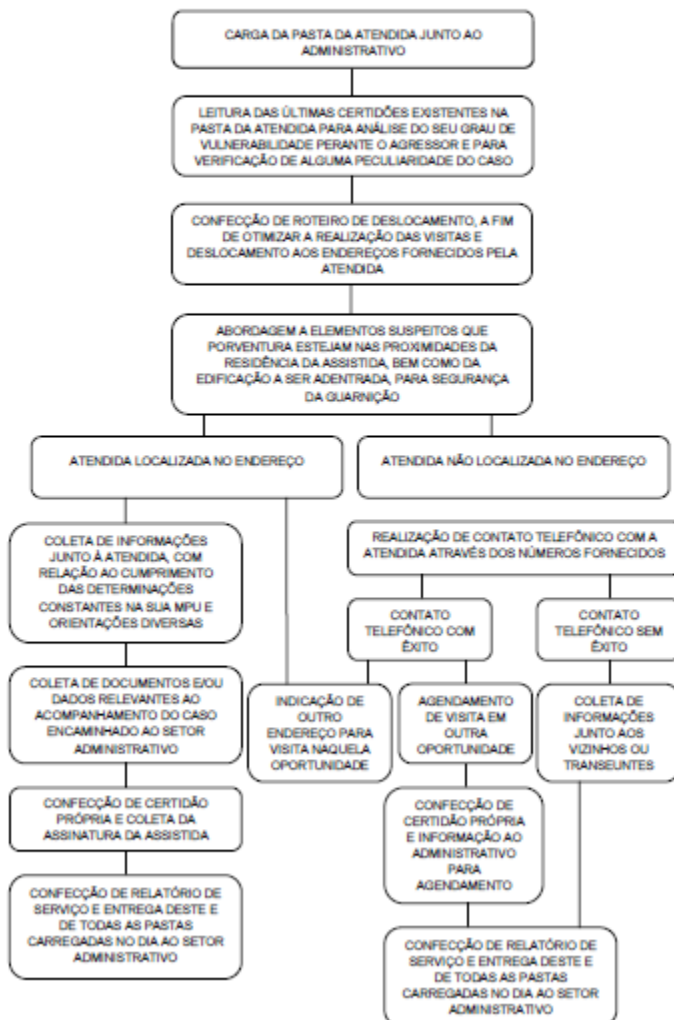 CARGA DA PASTA DA ATENDIDA JUNTO AO
ADMINISTRATIVO
LEITURA DAS ÚLTIMAS CERTIDÕES EXISTENTES NA
PASTA DA ATENDIDA PARA ANÁLISE DO SEU GRAU DE
VULNERABILIDADE PERANTE O AGRESSOR E PARA
VERIFICAÇÃO DE ALGUMA PECULIARIDADE DO CASO
CONFECÇÃO DE ROTEIRO DE DESLOCAMENTO, A FIM
DE OTIMIZAR A REALIZAÇÃO DAS VISITAS E
DESLOCAMENTO AOS ENDEREÇOS FORNECIDOS PELA
ATENDIDA
ABORDAGEM A ELEMENTOS SUSPEITOS QUE
PORVENTURA ESTEJAM NAS PROXIMIDADES DA
RESIDÊNCIA DA ASSISTIDA, BEM COMO DA
EDIFICAÇÃO A SER ADENTRADA, PARA SEGURANÇA
DA GUARNIÇÃO
ATENDIDA LOCALIZADA NO ENDEREÇO
ATENDIDA NÃO LOCALIZADA NO ENDEREÇO
COLETA DE INFORMAÇÕES
JUNTO À ATENDIDA, COM
RELAÇÃO AO CUMPRIMENTO
DAS DETERMINAÇÕES
CONSTANTES NA SUA MPU E
ORIENTAÇÕES DIVERSAS
REALIZAÇÃO DE CONTATO TELEFÔNICO COM A
ATENDIDA ATRAVÉS DOS NÚMEROS FORNECIDOS
CONTATO
TELEFÔNICO COM
ÊXITO
CONTATO
TELEFÔNICO SEM
ÊXITO
COLETA DE DOCUMENTOS E/OU
DADOS RELEVANTES AO
ACOMPANHAMENTO DO CASO
ENCAMINHADO AO SETOR
ADMINISTRATIVO
INDICAÇÃO DE
OUTRO
ENDEREÇO PARA
VISITA NAQUELA
OPORTUNIDADE
AGENDAMENTO
DE VISITA EM
OUTRA
OPORTUNIDADE
COLETA DE
INFORMAÇÕES
JUNTO AOS
VIZINHOS OU
TRANSEUNTES
CONFECÇÃO DE CERTIDÃO
PRÓPRIA E COLETA DA
ASSINATURA DA ASSISTIDA
CONFECÇÃO DE
CERTIDÃO PRÓPRIA
E INFORMAÇÃO AO
ADMINISTRATIVO
PARA
AGENDAMENTO
CONFECÇÃO DE RELATÓRIO DE
SERVIÇO E ENTREGA DESTE E
DE TODAS AS PASTAS
CARREGADAS NO DIA AO SETOR
ADMINISTRATIVO
CONFECÇÃO DE RELATÓRIO DE
SERVIÇO E ENTREGA DESTE E
DE TODAS AS PASTAS
CARREGADAS NO DIA AO SETOR
ADMINISTRATIVO